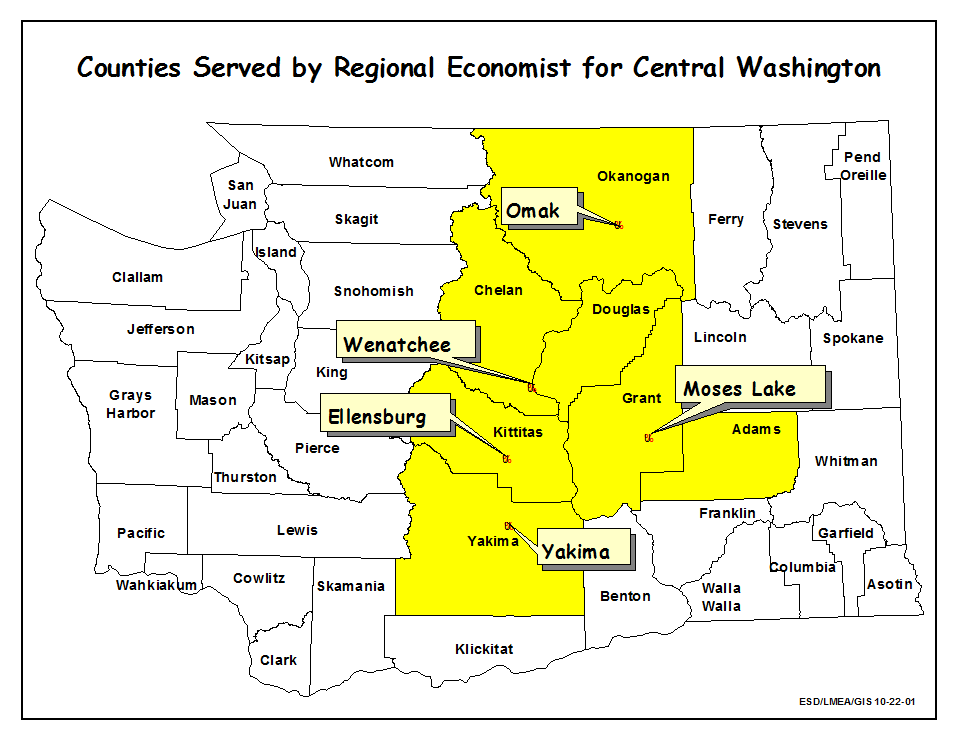 Counties Served by Regional Economist for Central Washington
Whatcom
Okanogan
Pend
Oreille
San
Juan
Omak
Skagit
Ferry
Stevens
Island
Clallam
Snohomish
Chelan
Douglas
Jefferson
Lincoln
Spokane
Wenatchee
Kitsap
King
Moses Lake
Grays
Harbor
Mason
Grant
Ellensburg
Kittitas
Adams
Pierce
Whitman
Thurston
Franklin
Pacific
Lewis
Yakima
Yakima
Garfield
Columbia
Wahkiakum
Cowlitz
Skamania
Benton
Walla
Walla
Asotin
Klickitat
Clark
ESD/LMEA/GIS 10-22-01